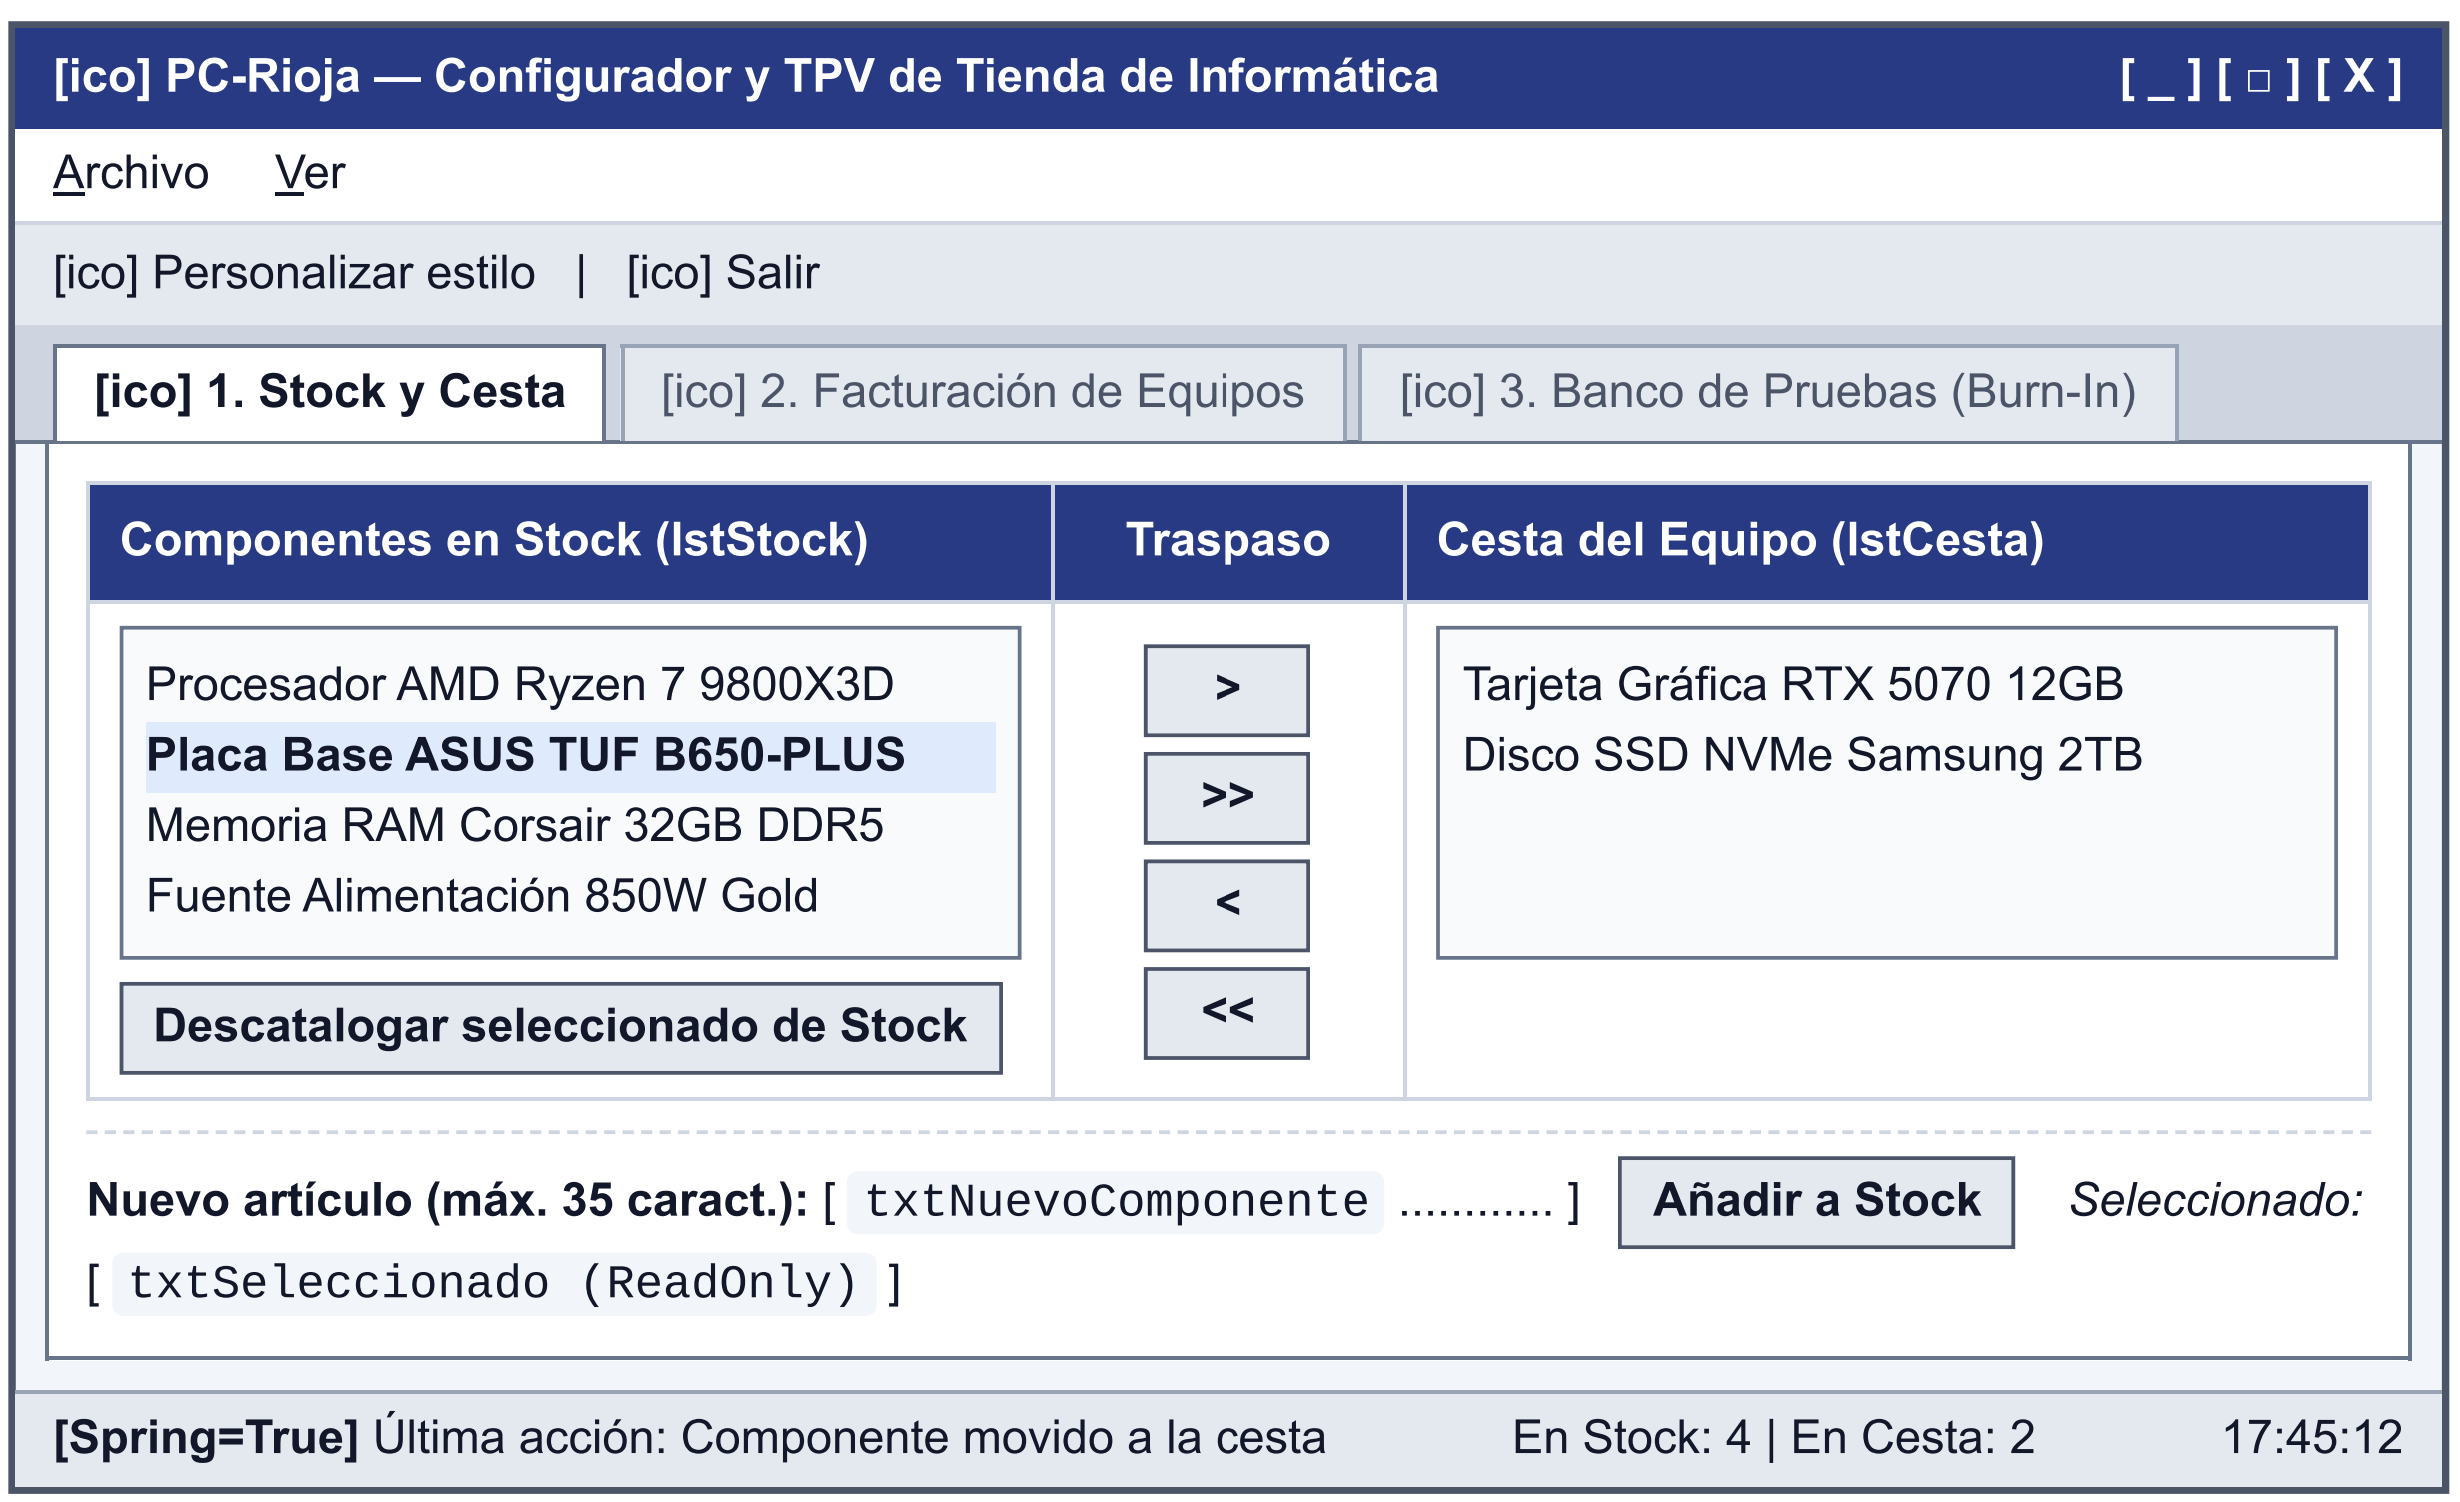 [ico] PC-Rioja — Configurador y TPV de Tienda de Informática [ _ ] [ □ ] [ X ]
Archivo Ver
[ico] Personalizar estilo | [ico] Salir
[ico] 1. Stock y Cesta [ico] 2. Facturación de Equipos [ico] 3. Banco de Pruebas (Burn-In)
Componentes en Stock (lstStock)
Procesador AMD Ryzen 7 9800X3D
Placa Base ASUS TUF B650-PLUS
Memoria RAM Corsair 32GB DDR5
Fuente Alimentación 850W Gold
Descatalogar seleccionado de Stock
Traspaso
>
>>
<
<<
Cesta del Equipo (lstCesta)
Tarjeta Gráfica RTX 5070 12GB
Disco SSD NVMe Samsung 2TB
Nuevo artículo (máx. 35 caract.): [ txtNuevoComponente ............ ] Añadir a Stock Seleccionado:
[ txtSeleccionado (ReadOnly) ]
[Spring=True] Última acción: Componente movido a la cesta En Stock: 4 | En Cesta: 2 17:45:12